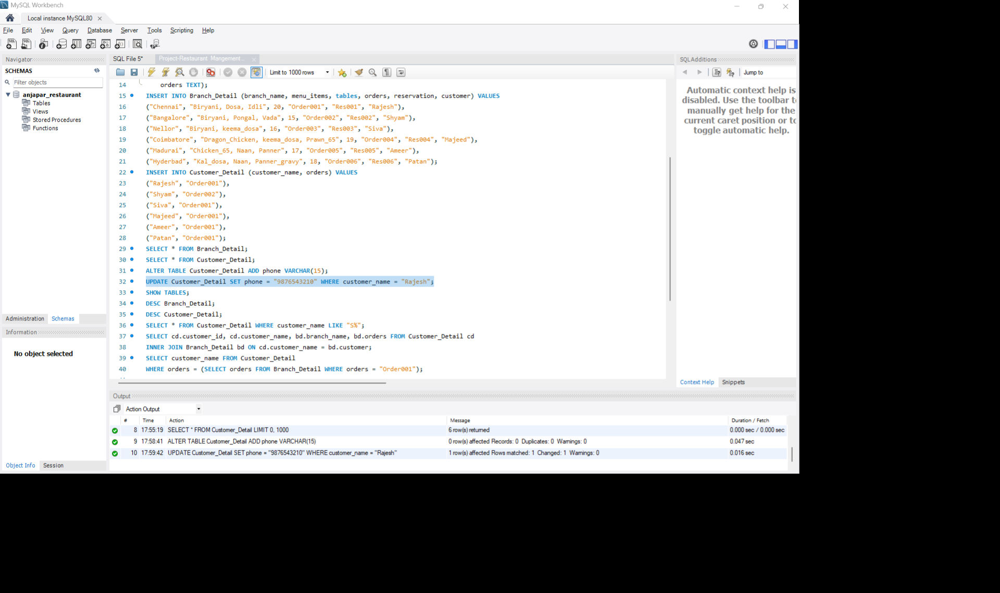 MySQL Workbench
Local instance MySQL80
File Edit View Query Database Server Tools Scripting Help
Navigator
SCHEMAS
Filter objects
anjapar_restaurant
Tables
Views
Stored Procedures
Functions
Administration Schemas
Information
No object selected
Object Info Session
SQL File 5* Project-Restaurant Mangement...
Limit to 1000 rows
14 orders TEXT);
15 INSERT INTO Branch_Detail (branch_name, menu_items, tables, orders, reservation, customer) VALUES
16 ("Chennai", "Biryani, Dosa, Idli", 20, "Order001", "Res001", "Rajesh"),
17 ("Bangalore", "Biryani, Pongal, Vada", 15, "Order002", "Res002", "Shyam"),
18 ("Nellor", "Biryani, keema_dosa", 16, "Order003", "Res003", "Siva"),
19 ("Coimbatore", "Dragon_Chicken, keema_dosa, Prawn_65", 19, "Order004", "Res004", "Majeed"),
20 ("Madurai", "Chicken_65, Naan, Panner", 17, "Order005", "Res005", "Ameer"),
21 ("Hyderbad", "Kal_dosa, Naan, Panner_gravy", 18, "Order006", "Res006", "Patan");
22 INSERT INTO Customer_Detail (customer_name, orders) VALUES
23 ("Rajesh", "Order001"),
24 ("Shyam", "Order002"),
25 ("Siva", "Order001"),
26 ("Majeed", "Order001"),
27 ("Ameer", "Order001"),
28 ("Patan", "Order001");
29 SELECT * FROM Branch_Detail;
30 SELECT * FROM Customer_Detail;
31 ALTER TABLE Customer_Detail ADD phone VARCHAR(15);
32 UPDATE Customer_Detail SET phone = "9876543210" WHERE customer_name = "Rajesh";
33 SHOW TABLES;
34 DESC Branch_Detail;
35 DESC Customer_Detail;
36 SELECT * FROM Customer_Detail WHERE customer_name LIKE "S%";
37 SELECT cd.customer_id, cd.customer_name, bd.branch_name, bd.orders FROM Customer_Detail cd
38 INNER JOIN Branch_Detail bd ON cd.customer_name = bd.customer;
39 SELECT customer_name FROM Customer_Detail
40 WHERE orders = (SELECT orders FROM Branch_Detail WHERE orders = "Order001");
SQLAdditions
Jump to
Automatic context help is
disabled. Use the toolbar t
manually get help for the
current caret position or to
toggle automatic help.
Context Help Snippets
Output
Action Output
# Time Action Message Duration / Fetch
8 17:55:19 SELECT * FROM Customer_Detail LIMIT 0, 1000 6 row(s) returned 0.000 sec / 0.000 sec
9 17:58:41 ALTER TABLE Customer_Detail ADD phone VARCHAR(15) 0 row(s) affected Records: 0 Duplicates: 0 Warnings: 0 0.047 sec
10 17:59:42 UPDATE Customer_Detail SET phone = "9876543210" WHERE customer_name = "Rajesh" 1 row(s) affected Rows matched: 1 Changed: 1 Warnings: 0 0.016 sec